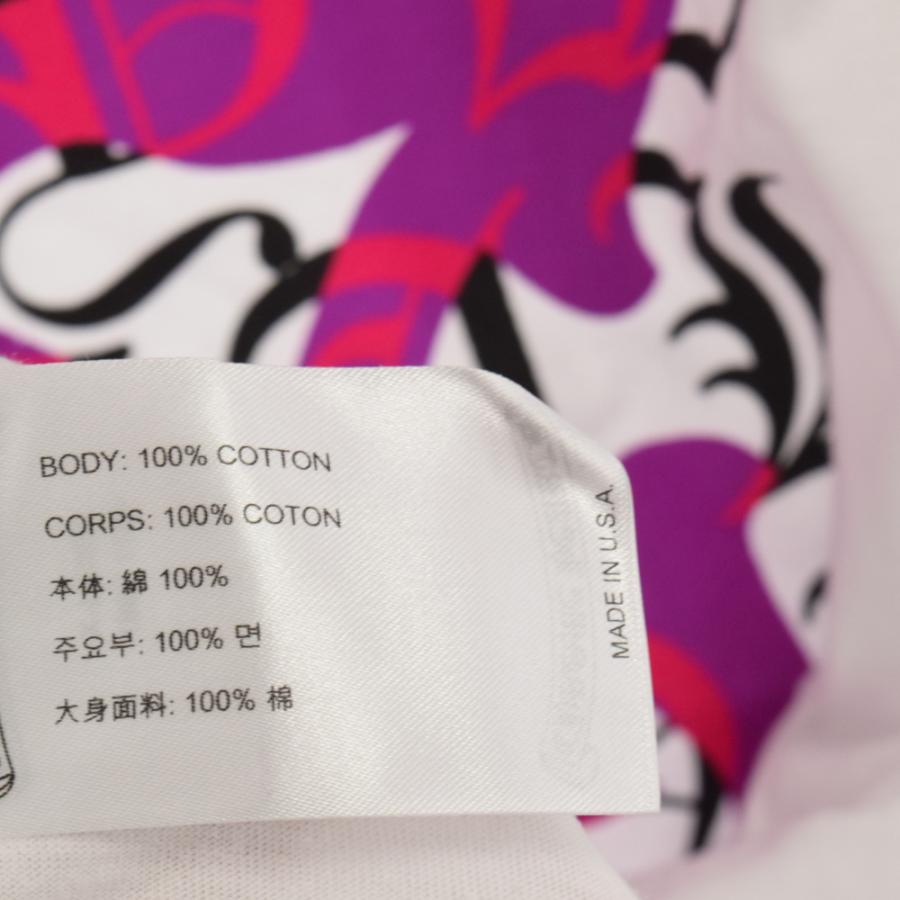 BODY: 100% COTTON
CORPS: 100% COTON
本体: 綿 100%
주요부: 100% 면
大身面料: 100% 棉
MADE IN U.S.A.